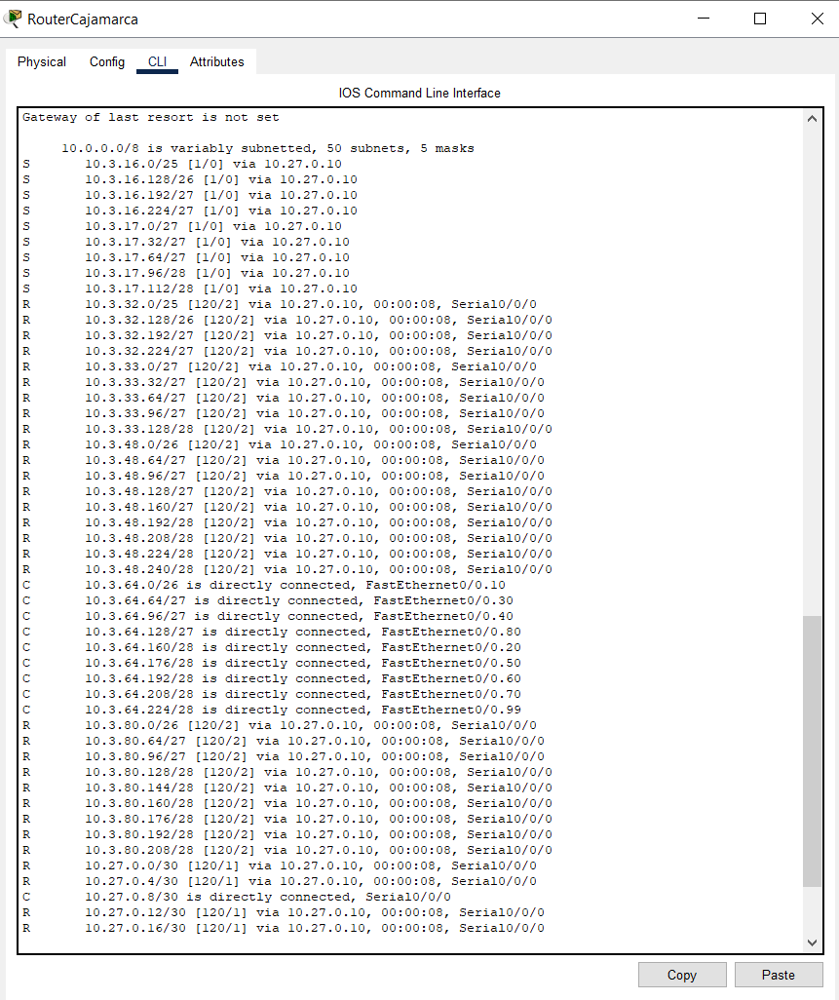 RouterCajamarca
Physical Config CLI Attributes
IOS Command Line Interface
Gateway of last resort is not set
10.0.0.0/8 is variably subnetted, 50 subnets, 5 masks
S 10.3.16.0/25 [1/0] via 10.27.0.10
S 10.3.16.128/26 [1/0] via 10.27.0.10
S 10.3.16.192/27 [1/0] via 10.27.0.10
S 10.3.16.224/27 [1/0] via 10.27.0.10
S 10.3.17.0/27 [1/0] via 10.27.0.10
S 10.3.17.32/27 [1/0] via 10.27.0.10
S 10.3.17.64/27 [1/0] via 10.27.0.10
S 10.3.17.96/28 [1/0] via 10.27.0.10
S 10.3.17.112/28 [1/0] via 10.27.0.10
R 10.3.32.0/25 [120/2] via 10.27.0.10, 00:00:08, Serial0/0/0
R 10.3.32.128/26 [120/2] via 10.27.0.10, 00:00:08, Serial0/0/0
R 10.3.32.192/27 [120/2] via 10.27.0.10, 00:00:08, Serial0/0/0
R 10.3.32.224/27 [120/2] via 10.27.0.10, 00:00:08, Serial0/0/0
R 10.3.33.0/27 [120/2] via 10.27.0.10, 00:00:08, Serial0/0/0
R 10.3.33.32/27 [120/2] via 10.27.0.10, 00:00:08, Serial0/0/0
R 10.3.33.64/27 [120/2] via 10.27.0.10, 00:00:08, Serial0/0/0
R 10.3.33.96/27 [120/2] via 10.27.0.10, 00:00:08, Serial0/0/0
R 10.3.33.128/28 [120/2] via 10.27.0.10, 00:00:08, Serial0/0/0
R 10.3.48.0/26 [120/2] via 10.27.0.10, 00:00:08, Serial0/0/0
R 10.3.48.64/27 [120/2] via 10.27.0.10, 00:00:08, Serial0/0/0
R 10.3.48.96/27 [120/2] via 10.27.0.10, 00:00:08, Serial0/0/0
R 10.3.48.128/27 [120/2] via 10.27.0.10, 00:00:08, Serial0/0/0
R 10.3.48.160/27 [120/2] via 10.27.0.10, 00:00:08, Serial0/0/0
R 10.3.48.192/28 [120/2] via 10.27.0.10, 00:00:08, Serial0/0/0
R 10.3.48.208/28 [120/2] via 10.27.0.10, 00:00:08, Serial0/0/0
R 10.3.48.224/28 [120/2] via 10.27.0.10, 00:00:08, Serial0/0/0
R 10.3.48.240/28 [120/2] via 10.27.0.10, 00:00:08, Serial0/0/0
C 10.3.64.0/26 is directly connected, FastEthernet0/0.10
C 10.3.64.64/27 is directly connected, FastEthernet0/0.30
C 10.3.64.96/27 is directly connected, FastEthernet0/0.40
C 10.3.64.128/27 is directly connected, FastEthernet0/0.80
C 10.3.64.160/28 is directly connected, FastEthernet0/0.20
C 10.3.64.176/28 is directly connected, FastEthernet0/0.50
C 10.3.64.192/28 is directly connected, FastEthernet0/0.60
C 10.3.64.208/28 is directly connected, FastEthernet0/0.70
C 10.3.64.224/28 is directly connected, FastEthernet0/0.99
R 10.3.80.0/26 [120/2] via 10.27.0.10, 00:00:08, Serial0/0/0
R 10.3.80.64/27 [120/2] via 10.27.0.10, 00:00:08, Serial0/0/0
R 10.3.80.96/27 [120/2] via 10.27.0.10, 00:00:08, Serial0/0/0
R 10.3.80.128/28 [120/2] via 10.27.0.10, 00:00:08, Serial0/0/0
R 10.3.80.144/28 [120/2] via 10.27.0.10, 00:00:08, Serial0/0/0
R 10.3.80.160/28 [120/2] via 10.27.0.10, 00:00:08, Serial0/0/0
R 10.3.80.176/28 [120/2] via 10.27.0.10, 00:00:08, Serial0/0/0
R 10.3.80.192/28 [120/2] via 10.27.0.10, 00:00:08, Serial0/0/0
R 10.3.80.208/28 [120/2] via 10.27.0.10, 00:00:08, Serial0/0/0
R 10.27.0.0/30 [120/1] via 10.27.0.10, 00:00:08, Serial0/0/0
R 10.27.0.4/30 [120/1] via 10.27.0.10, 00:00:08, Serial0/0/0
C 10.27.0.8/30 is directly connected, Serial0/0/0
R 10.27.0.12/30 [120/1] via 10.27.0.10, 00:00:08, Serial0/0/0
R 10.27.0.16/30 [120/1] via 10.27.0.10, 00:00:08, Serial0/0/0
Copy Paste